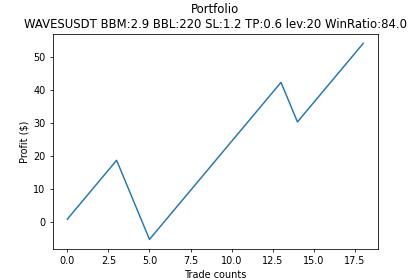 Portfolio
WAVESUSDT BBM:2.9 BBL:220 SL:1.2 TP:0.6 lev:20 WinRatio:84.0
50
40
30
20
10
0
Profit ($)
0.0 2.5 5.0 7.5 10.0 12.5 15.0 17.5
Trade counts